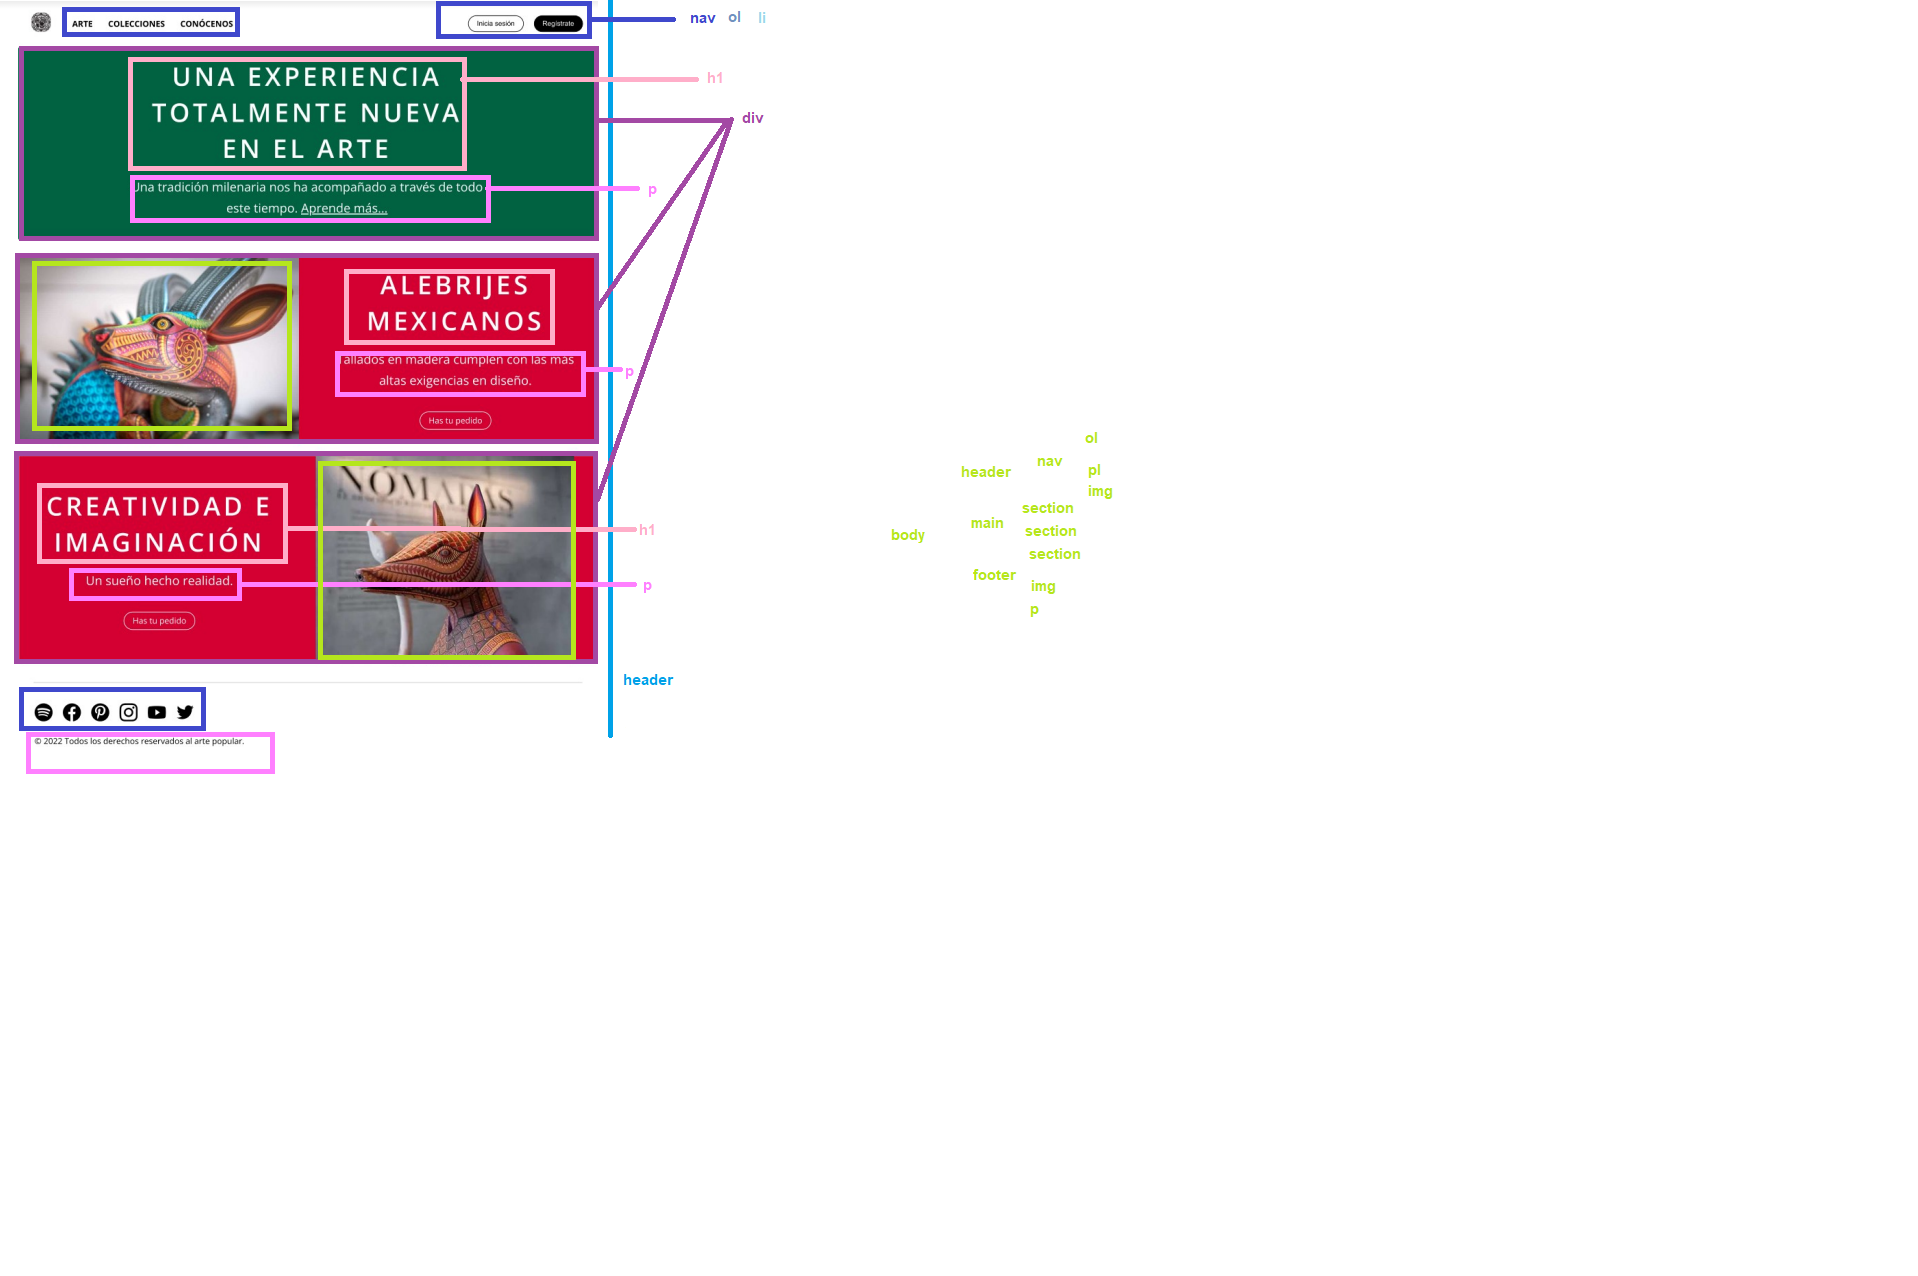 ARTE COLECCIONES CONÓCENOS Inicia sesión Regístrate nav ol li
UNA EXPERIENCIA
TOTALMENTE NUEVA
EN EL ARTE
h1
div
Una tradición milenaria nos ha acompañado a través de todo
este tiempo. Aprende más...
p
ALEBRIJES
MEXICANOS
allados en madera cumplen con las más
altas exigencias en diseño.
p
Has tu pedido
NÓMADAS
CREATIVIDAD E
IMAGINACIÓN
h1
Un sueño hecho realidad.
p
Has tu pedido
header
© 2022 Todos los derechos reservados al arte popular.
ol
nav
header
pl
img
section
main
section
body
section
footer
img
p